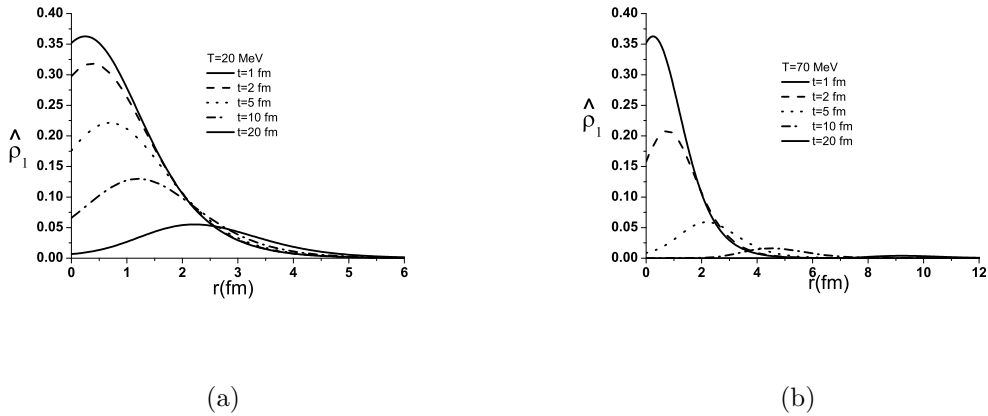 0.40
0.35
0.30
0.25
0.20
0.15
0.10
0.05
0.00
ρ̂₁
T=20 MeV
t=1 fm
t=2 fm
t=5 fm
t=10 fm
t=20 fm
0 1 2 3 4 5 6
r(fm)
(a)
0.40
0.35
0.30
0.25
0.20
0.15
0.10
0.05
0.00
ρ̂₁
T=70 MeV
t=1 fm
t=2 fm
t=5 fm
t=10 fm
t=20 fm
0 2 4 6 8 10 12
r(fm)
(b)